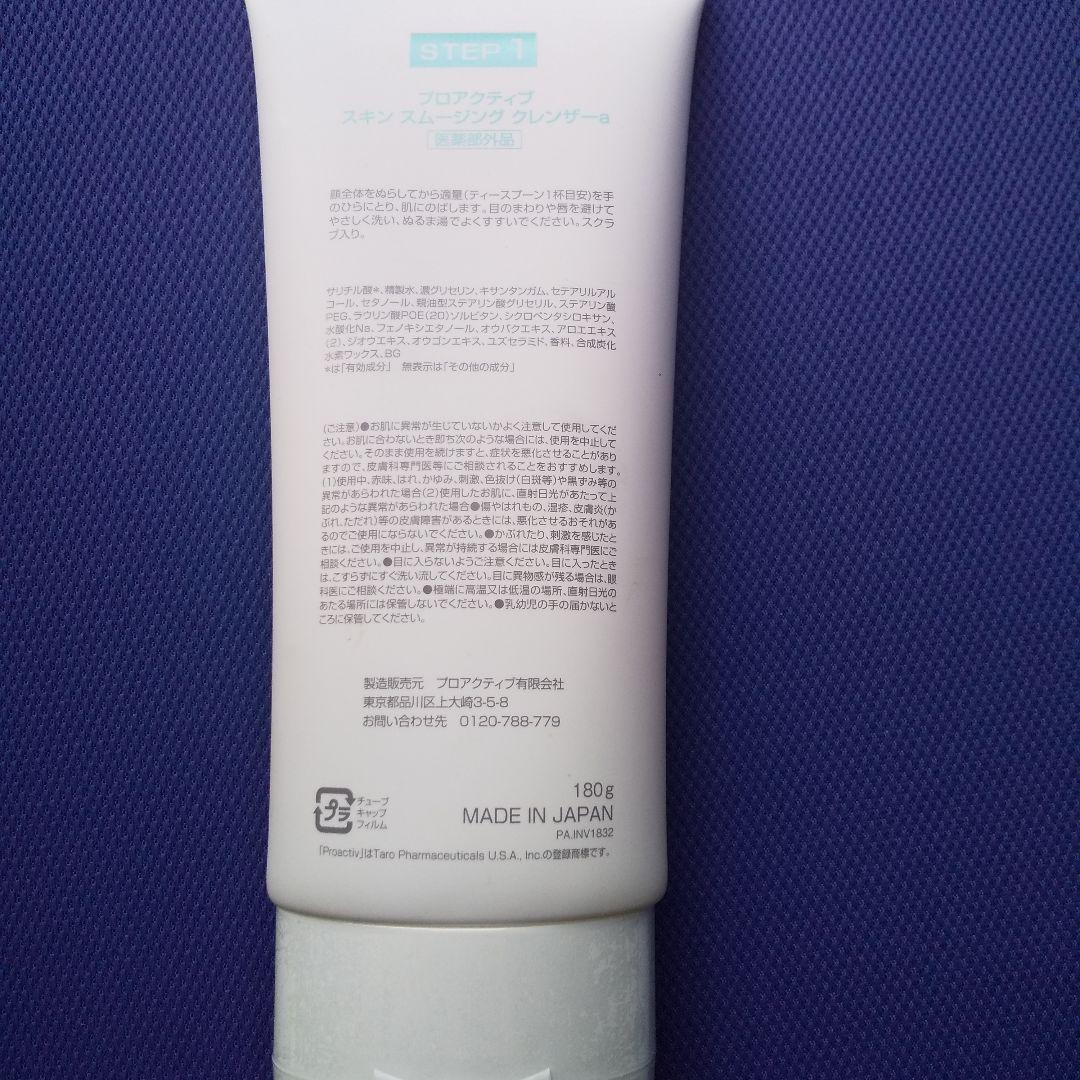 STEP 1
プロアクティブ
スキン スムージング クレンザーa
医薬部外品
顔全体をぬらしてから適量(ティースプーン1杯目安)を手
のひらにとり、肌にのばします。目のまわりや唇を避けて
やさしく洗い、ぬるま湯でよくすすいでください。スクラ
ブ入り。
サリチル酸*、精製水、濃グリセリン、キサンタンガム、セテアリルアル
コール、セタノール、親油型ステアリン酸グリセリル、ステアリン酸
PEG、ラウリン酸POE(20)ソルビタン、シクロペンタシロキサン、
水酸化Na、フェノキシエタノール、オウバクエキス、アロエエキス
(2)、ジオウエキス、オウゴンエキス、ユズセラミド、香料、合成炭化
水素ワックス、BG
*は「有効成分」 無表示は「その他の成分」
(ご注意)●お肌に異常が生じていないかよく注意して使用してくだ
さい。お肌に合わないとき即ち次のような場合には、使用を中止して
ください。そのまま使用を続けますと、症状を悪化させることがあり
ますので、皮膚科専門医等にご相談されることをおすすめします。
(1)使用中、赤味、はれ、かゆみ、刺激、色抜け(白斑等)や黒ずみ等の
異常があらわれた場合(2)使用したお肌に、直射日光があたって上
記のような異常があらわれた場合●傷やはれもの、湿疹、皮膚炎(か
ぶれ、ただれ)等の皮膚障害があるときには、悪化させるおそれがあ
るのでご使用にならないでください。●かぶれたり、刺激を感じたと
きには、ご使用を中止し、異常が持続する場合には皮膚科専門医にご
相談ください。●目に入らないようご注意ください。目に入ったとき
は、こすらずにすぐ洗い流してください。目に異物感が残る場合は、眼
科医にご相談ください。●極端に高温又は低温の場所、直射日光の
あたる場所には保管しないでください。●乳幼児の手の届かないと
ころに保管してください。
製造販売元 プロアクティブ有限会社
東京都品川区上大崎3-5-8
お問い合わせ先 0120-788-779
180g
プラ
チューブ
キャップ
フィルム
MADE IN JAPAN
PA.INV1832
「Proactiv」はTaro Pharmaceuticals U.S.A., Inc.の登録商標です。